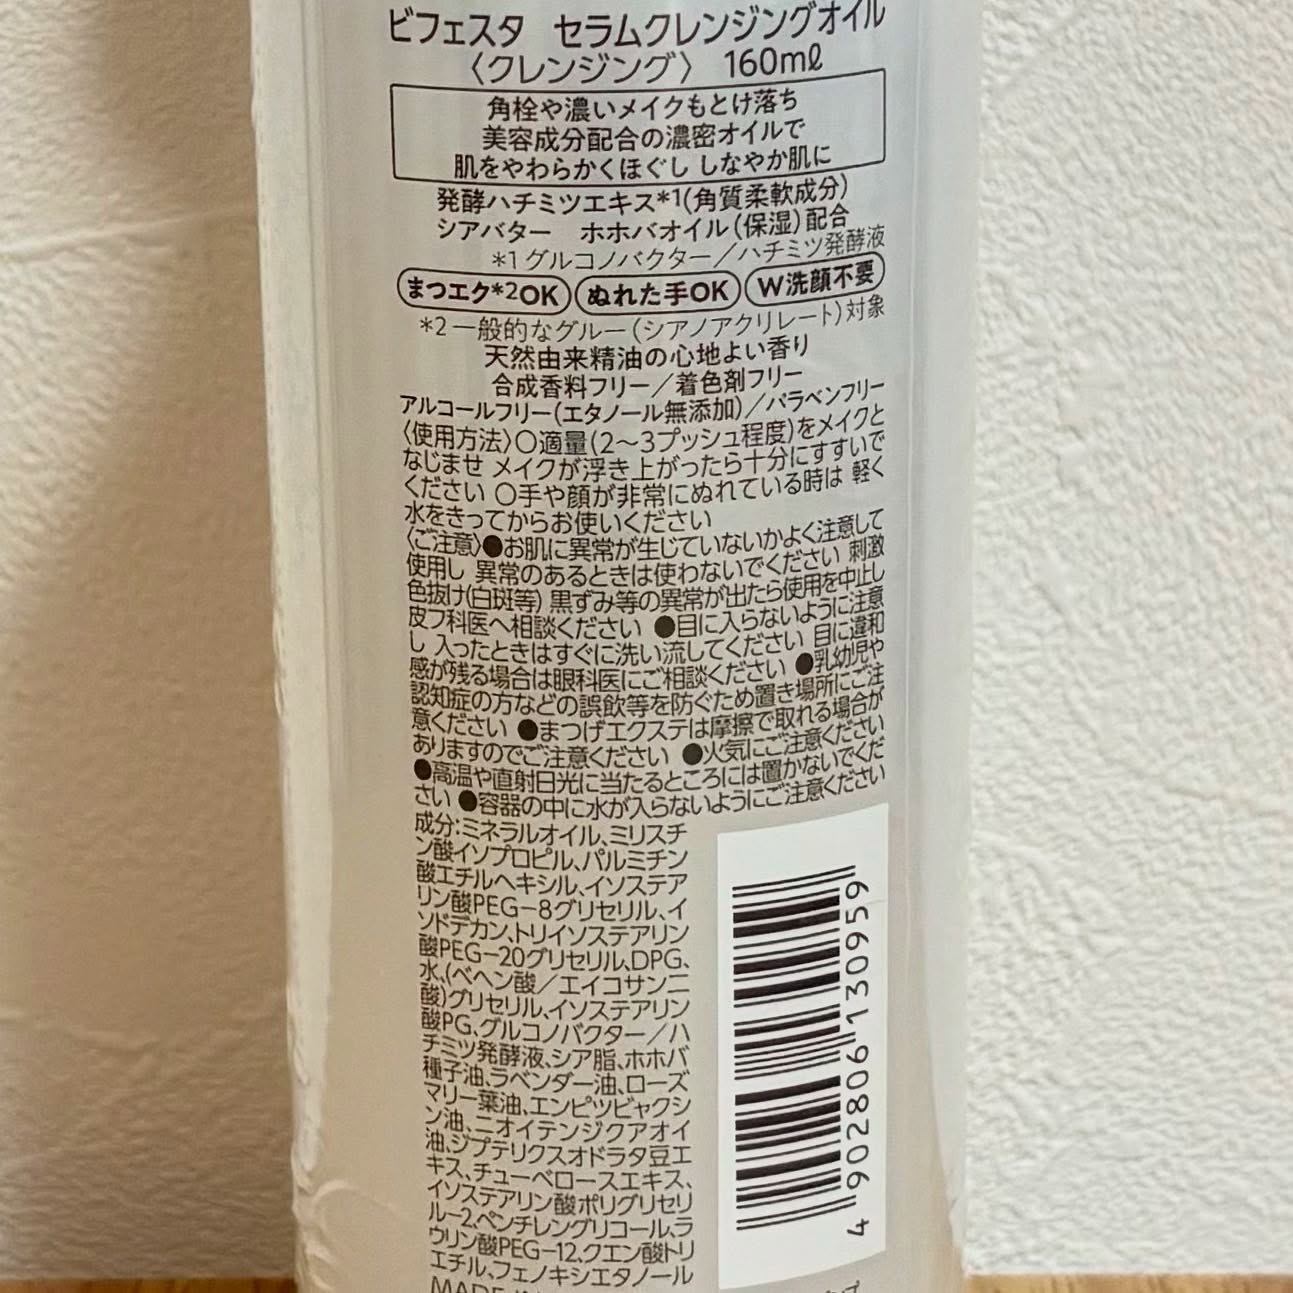 ビフェスタ セラムクレンジングオイル
〈クレンジング〉 160mℓ
角栓や濃いメイクもとけ落ち
美容成分配合の濃密オイルで
肌をやわらかくほぐし しなやか肌に
発酵ハチミツエキス*1(角質柔軟成分)
シアバター ホホバオイル(保湿)配合
*1グルコノバクター/ハチミツ発酵液
まつエク*2OK ぬれた手OK W洗顔不要
*2 一般的なグルー(シアノアクリレート)対象
天然由来精油の心地よい香り
合成香料フリー/着色剤フリー
アルコールフリー(エタノール無添加)/パラベンフリー
〈使用方法〉○適量(2〜3プッシュ程度)をメイクと
なじませ メイクが浮き上がったら十分にすすいで
ください ○手や顔が非常にぬれている時は 軽く
水をきってからお使いください
〈ご注意〉●お肌に異常が生じていないかよく注意して
使用し 異常のあるときは使わないでください 刺激
色抜け(白斑等) 黒ずみ等の異常が出たら使用を中止し
皮フ科医へ相談ください ●目に入らないように注意
し 入ったときはすぐに洗い流してください 目に違和
感が残る場合は眼科医にご相談ください ●乳幼児や
認知症の方などの誤飲等を防ぐため置き場所にご注
意ください ●まつげエクステは摩擦で取れる場合が
ありますのでご注意ください ●火気にご注意ください
●高温や直射日光に当たるところには置かないでくだ
さい ●容器の中に水が入らないようにご注意ください
成分:ミネラルオイル、ミリスチ
ン酸イソプロピル、パルミチン
酸エチルヘキシル、イソステア
リン酸PEG-8グリセリル、イ
ソドデカン、トリイソステアリン
酸PEG-20グリセリル、DPG、
水、(ベヘン酸/エイコサン二
酸)グリセリル、イソステアリン
酸PG、グルコノバクター/ハ
チミツ発酵液、シア脂、ホホバ
種子油、ラベンダー油、ローズ
マリー葉油、エンピツビャクシ
ン油、ニオイテンジクアオイ
油、ジプテリクスオドラタ豆エ
キス、チューベロースエキス、
イソステアリン酸ポリグリセリ
ル-2、ペンチレングリコール、ラ
ウリン酸PEG-12、クエン酸トリ
エチル、フェノキシエタノール
4 902806 130959